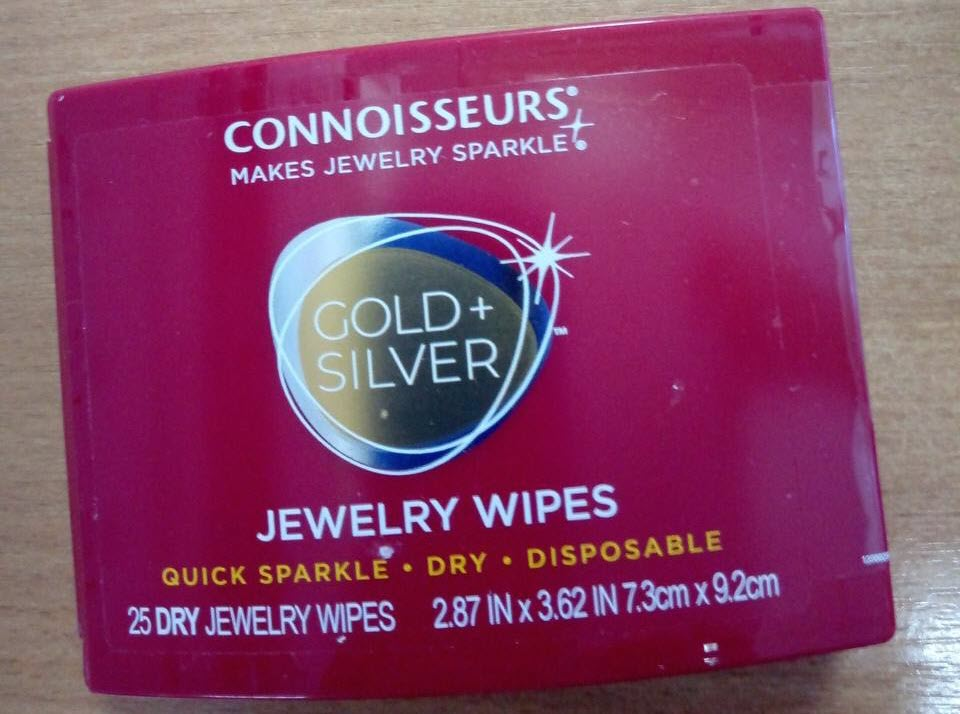 CONNOISSEURS®
MAKES JEWELRY SPARKLE
GOLD +
SILVER
™
JEWELRY WIPES
QUICK SPARKLE • DRY • DISPOSABLE
25 DRY JEWELRY WIPES 2.87 IN x 3.62 IN 7.3cm x 9.2cm